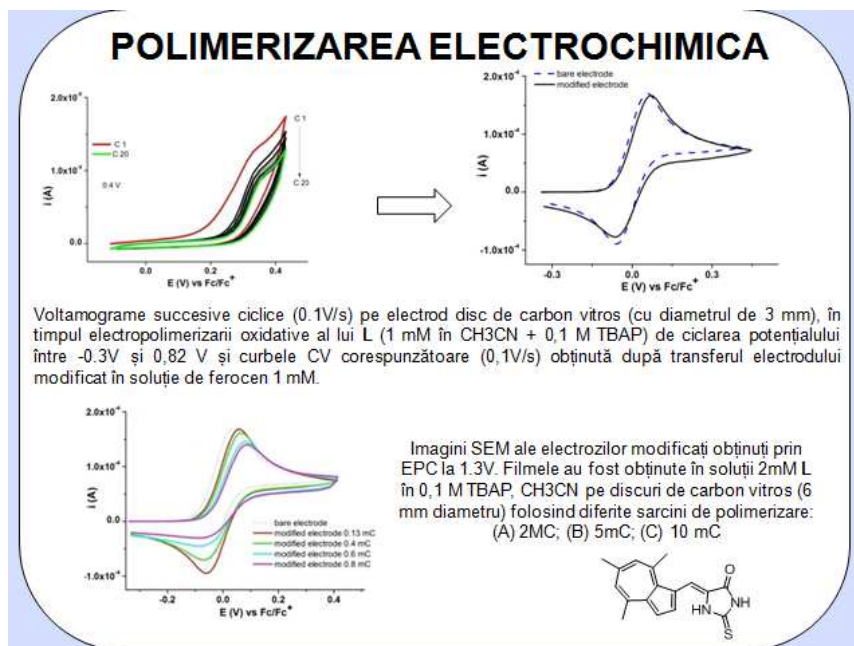 POLIMERIZAREA ELECTROCHIMICA
2.0x10⁻⁴
1.0x10⁻⁴
0.0
i (A)
C 1
C 20
0.4 V
C 1
C 20
0.0 0.2 0.4
E (V) vs Fc/Fc⁺
2.0x10⁻⁴
bare electrode
modified electrode
1.0x10⁻⁴
0.0
-1.0x10⁻⁴
i (A)
-0.3 0.0 0.3
E (V) vs Fc/Fc⁺
Voltamograme succesive ciclice (0.1V/s) pe electrod disc de carbon vitros (cu diametrul de 3 mm), în
timpul electropolimerizarii oxidative al lui L (1 mM în CH3CN + 0,1 M TBAP) de ciclarea potențialului
între -0.3V și 0,82 V și curbele CV corespunzătoare (0,1V/s) obținută după transferul electrodului
modificat în soluție de ferocen 1 mM.
2.0x10⁻⁴
1.0x10⁻⁴
0.0
-1.0x10⁻⁴
i (A)
bare electrode
modified electrode 0.13 mC
modified electrode 0.4 mC
modified electrode 0.6 mC
modified electrode 0.8 mC
-0.2 0.0 0.2 0.4
E (V) vs Fc/Fc⁺
Imagini SEM ale electrozilor modificați obținuți prin
EPC la 1.3V. Filmele au fost obținute în soluții 2mM L
în 0,1 M TBAP, CH3CN pe discuri de carbon vitros (6
mm diametru) folosind diferite sarcini de polimerizare:
(A) 2MC; (B) 5mC; (C) 10 mC
O
HN
NH
S